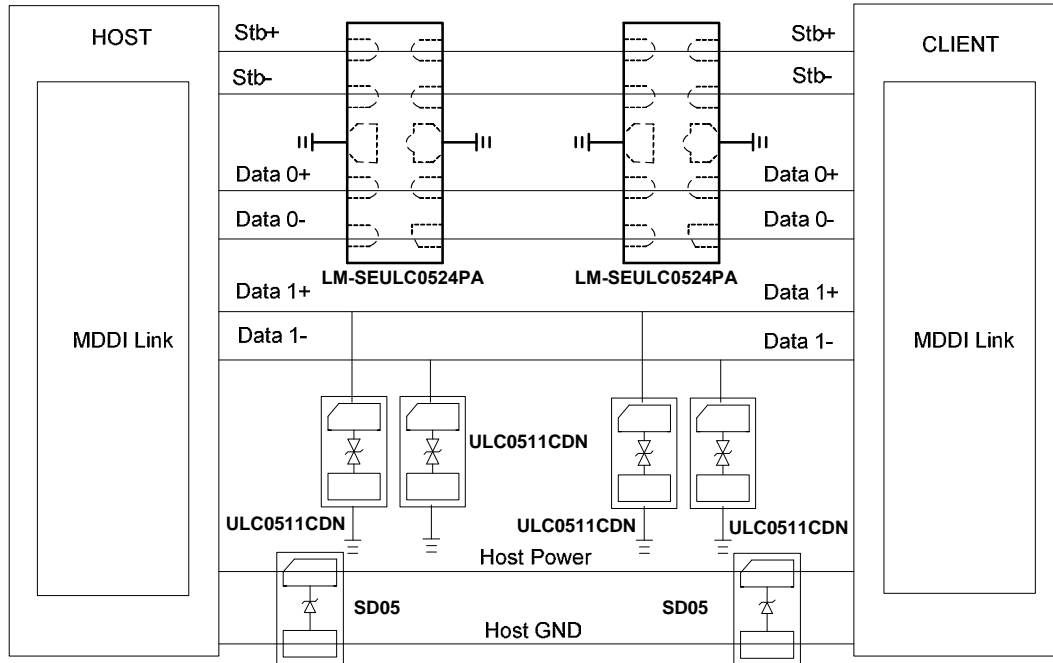 HOST
CLIENT
Stb+
Stb+
Stb-
Stb-
Data 0+
Data 0+
Data 0-
Data 0-
LM-SEULC0524PA
LM-SEULC0524PA
Data 1+
Data 1+
MDDI Link
Data 1-
Data 1-
MDDI Link
ULC0511CDN
ULC0511CDN
ULC0511CDN
ULC0511CDN
Host Power
SD05
SD05
Host GND